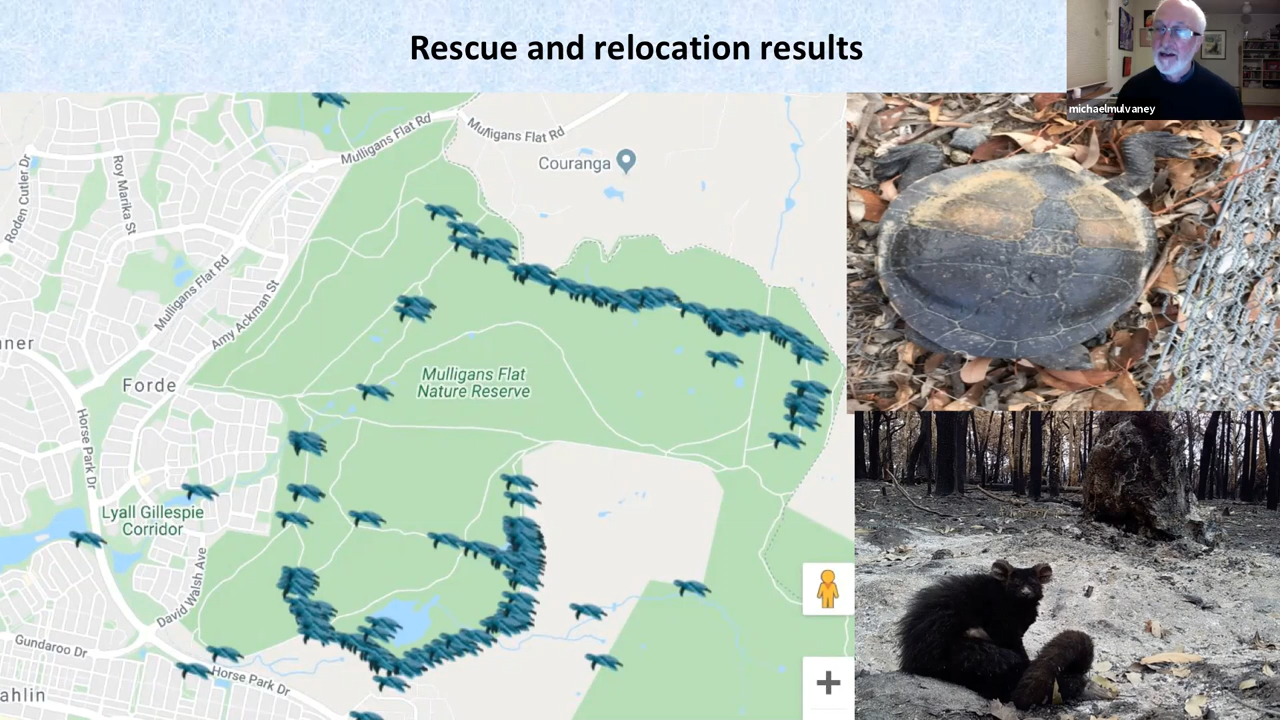 Rescue and relocation results
michaelmulvaney
Mulligans Flat Rd
Mulligans Flat Rd
Couranga
Roden Cutler Dr
Roy Marika St
Mulligans Flat Rd
Amy Ackman St
ner
Forde
Mulligans Flat
Nature Reserve
Horse Park Dr
Lyall Gillespie
Corridor
David Walsh Ave
Gundaroo Dr
Horse Park Dr
ahlin